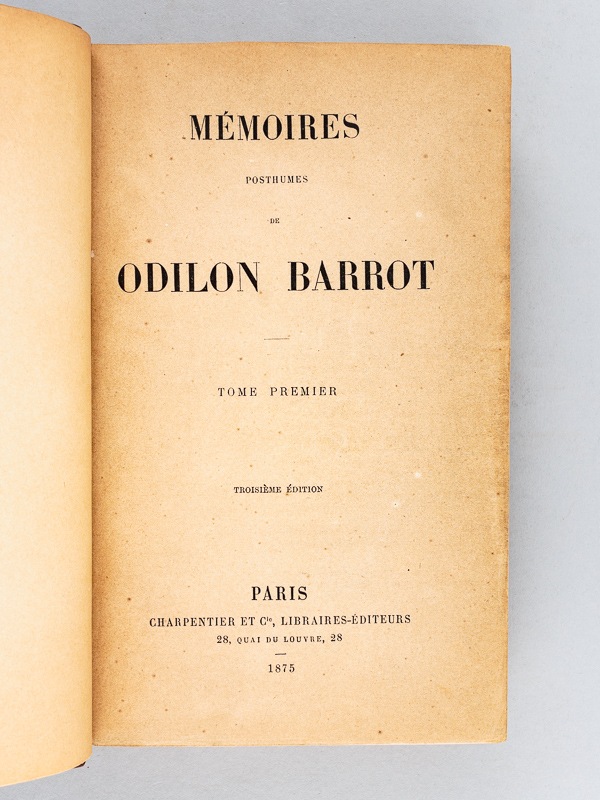 MÉMOIRES
POSTHUMES
DE
ODILON BARROT
TOME PREMIER
TROISIÈME ÉDITION
PARIS
CHARPENTIER ET Cie, LIBRAIRES-ÉDITEURS
28, QUAI DU LOUVRE, 28
1875